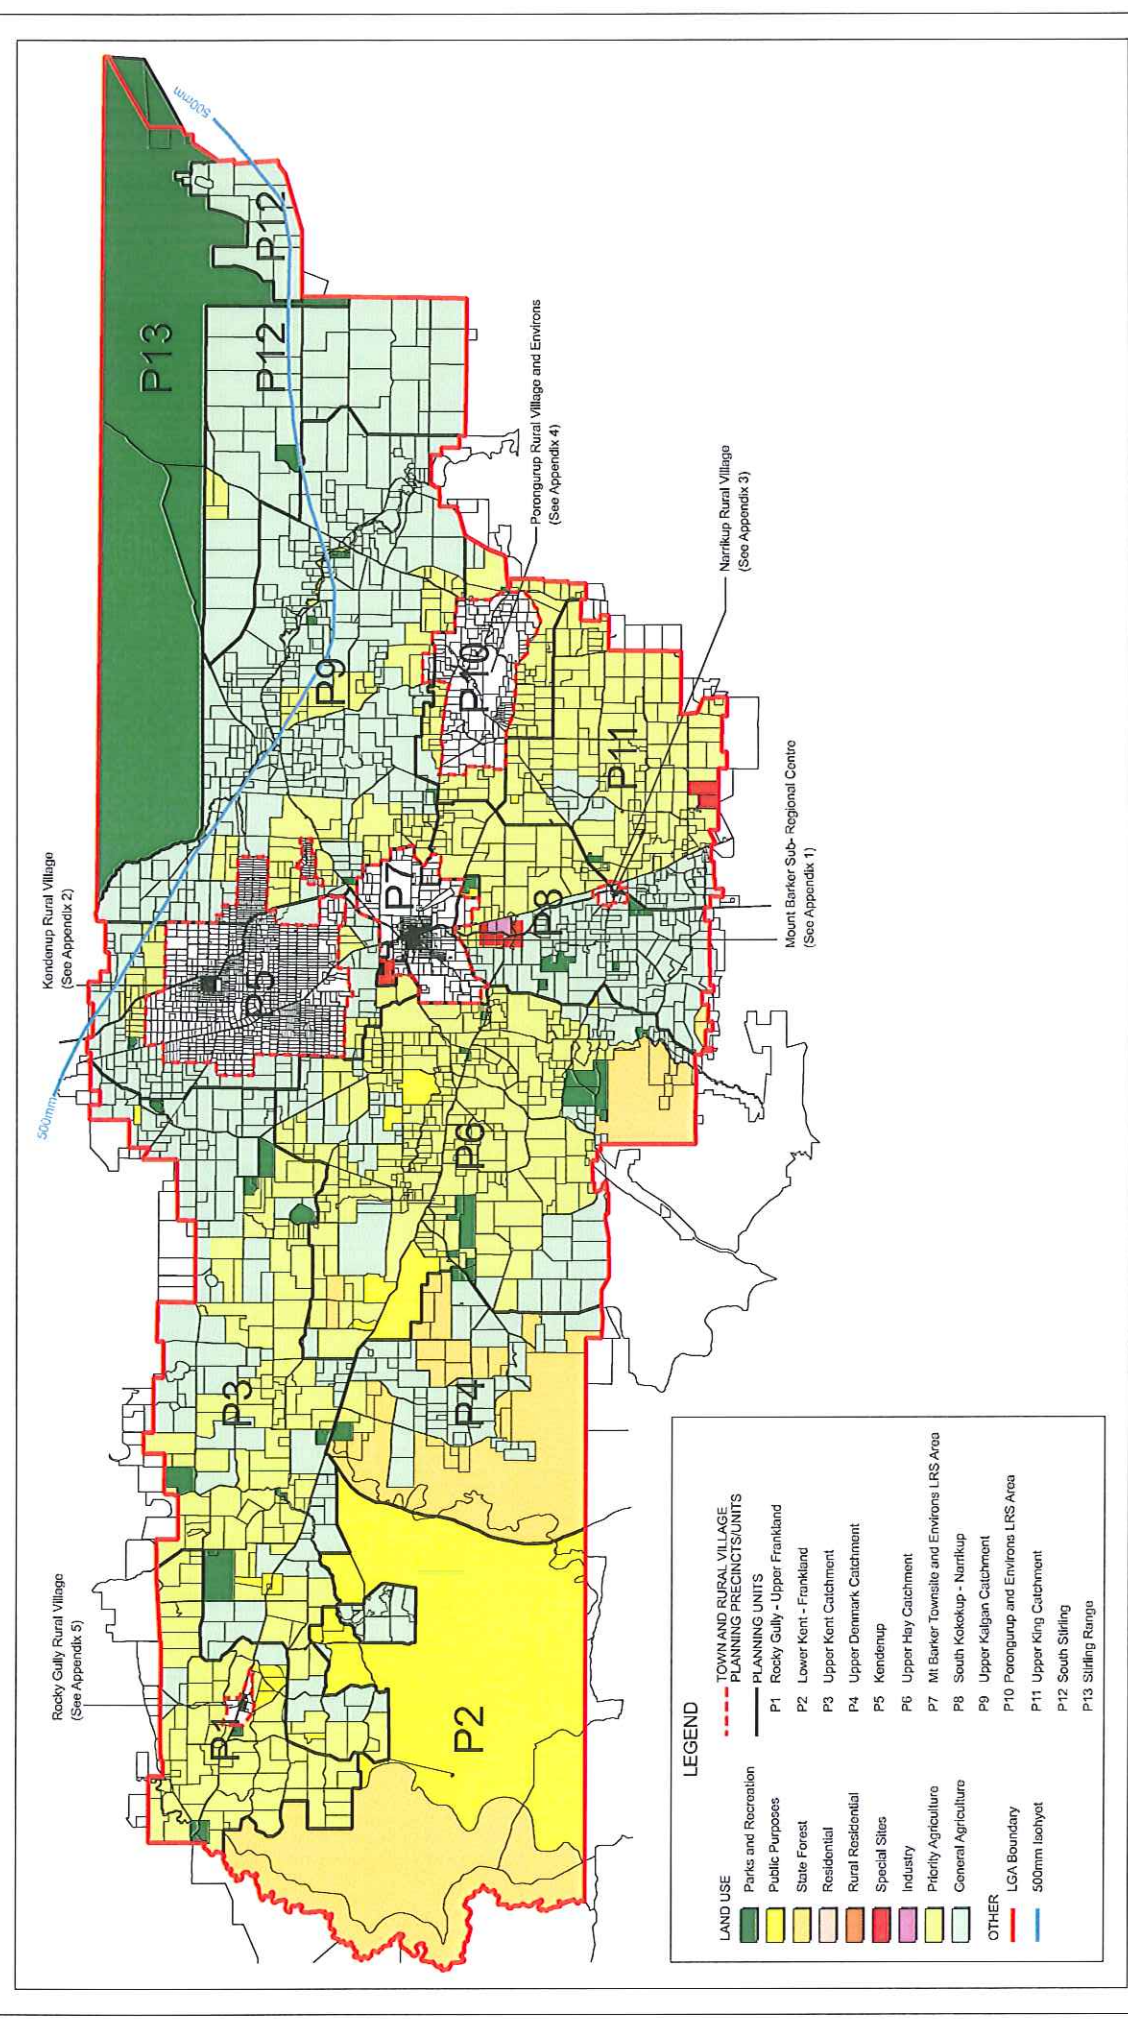 500mm
P13
P12
P12
Porongurup Rural Village and Environs
(See Appendix 4)
Narrikup Rural Village
(See Appendix 3)
P9
P10
P11
Kendenup Rural Village
(See Appendix 2)
P7
P8
P5
Mount Barker Sub- Regional Centre
(See Appendix 1)
500mm
P6
P3
P4
Rocky Gully Rural Village
(See Appendix 5)
P1
P2
LEGEND
LAND USE
Parks and Recreation
Public Purposes
State Forest
Residential
Rural Residential
Special Sites
Industry
Priority Agriculture
General Agriculture
OTHER
LGA Boundary
500mm Isohyet
TOWN AND RURAL VILLAGE
PLANNING PRECINCTS/UNITS
PLANNING UNITS
P1 Rocky Gully - Upper Frankland
P2 Lower Kent - Frankland
P3 Upper Kent Catchment
P4 Upper Denmark Catchment
P5 Kendenup
P6 Upper Hay Catchment
P7 Mt Barker Townsite and Environs LRS Area
P8 South Kokokup - Narrikup
P9 Upper Kalgan Catchment
P10 Porongurup and Environs LRS Area
P11 Upper King Catchment
P12 South Stirling
P13 Stirling Range